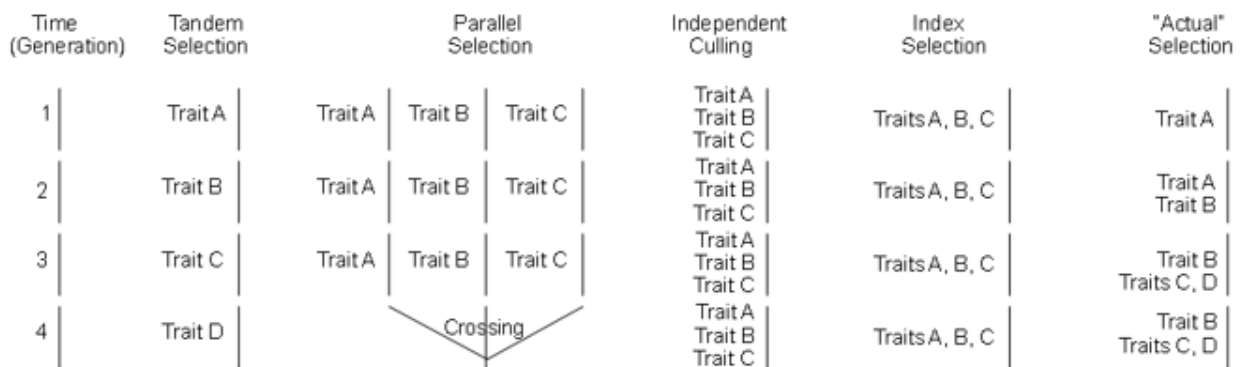 Time (Generation) Tandem Selection Parallel Selection Independent Culling Index Selection "Actual" Selection
1 Trait A Trait A Trait B Trait C Trait A Trait B Trait C Traits A, B, C Trait A
2 Trait B Trait A Trait B Trait C Trait A Trait B Trait C Traits A, B, C Trait A Trait B
3 Trait C Trait A Trait B Trait C Trait A Trait B Trait C Traits A, B, C Trait B Traits C, D
4 Trait D Crossing Trait A Trait B Trait C Traits A, B, C Trait B Traits C, D